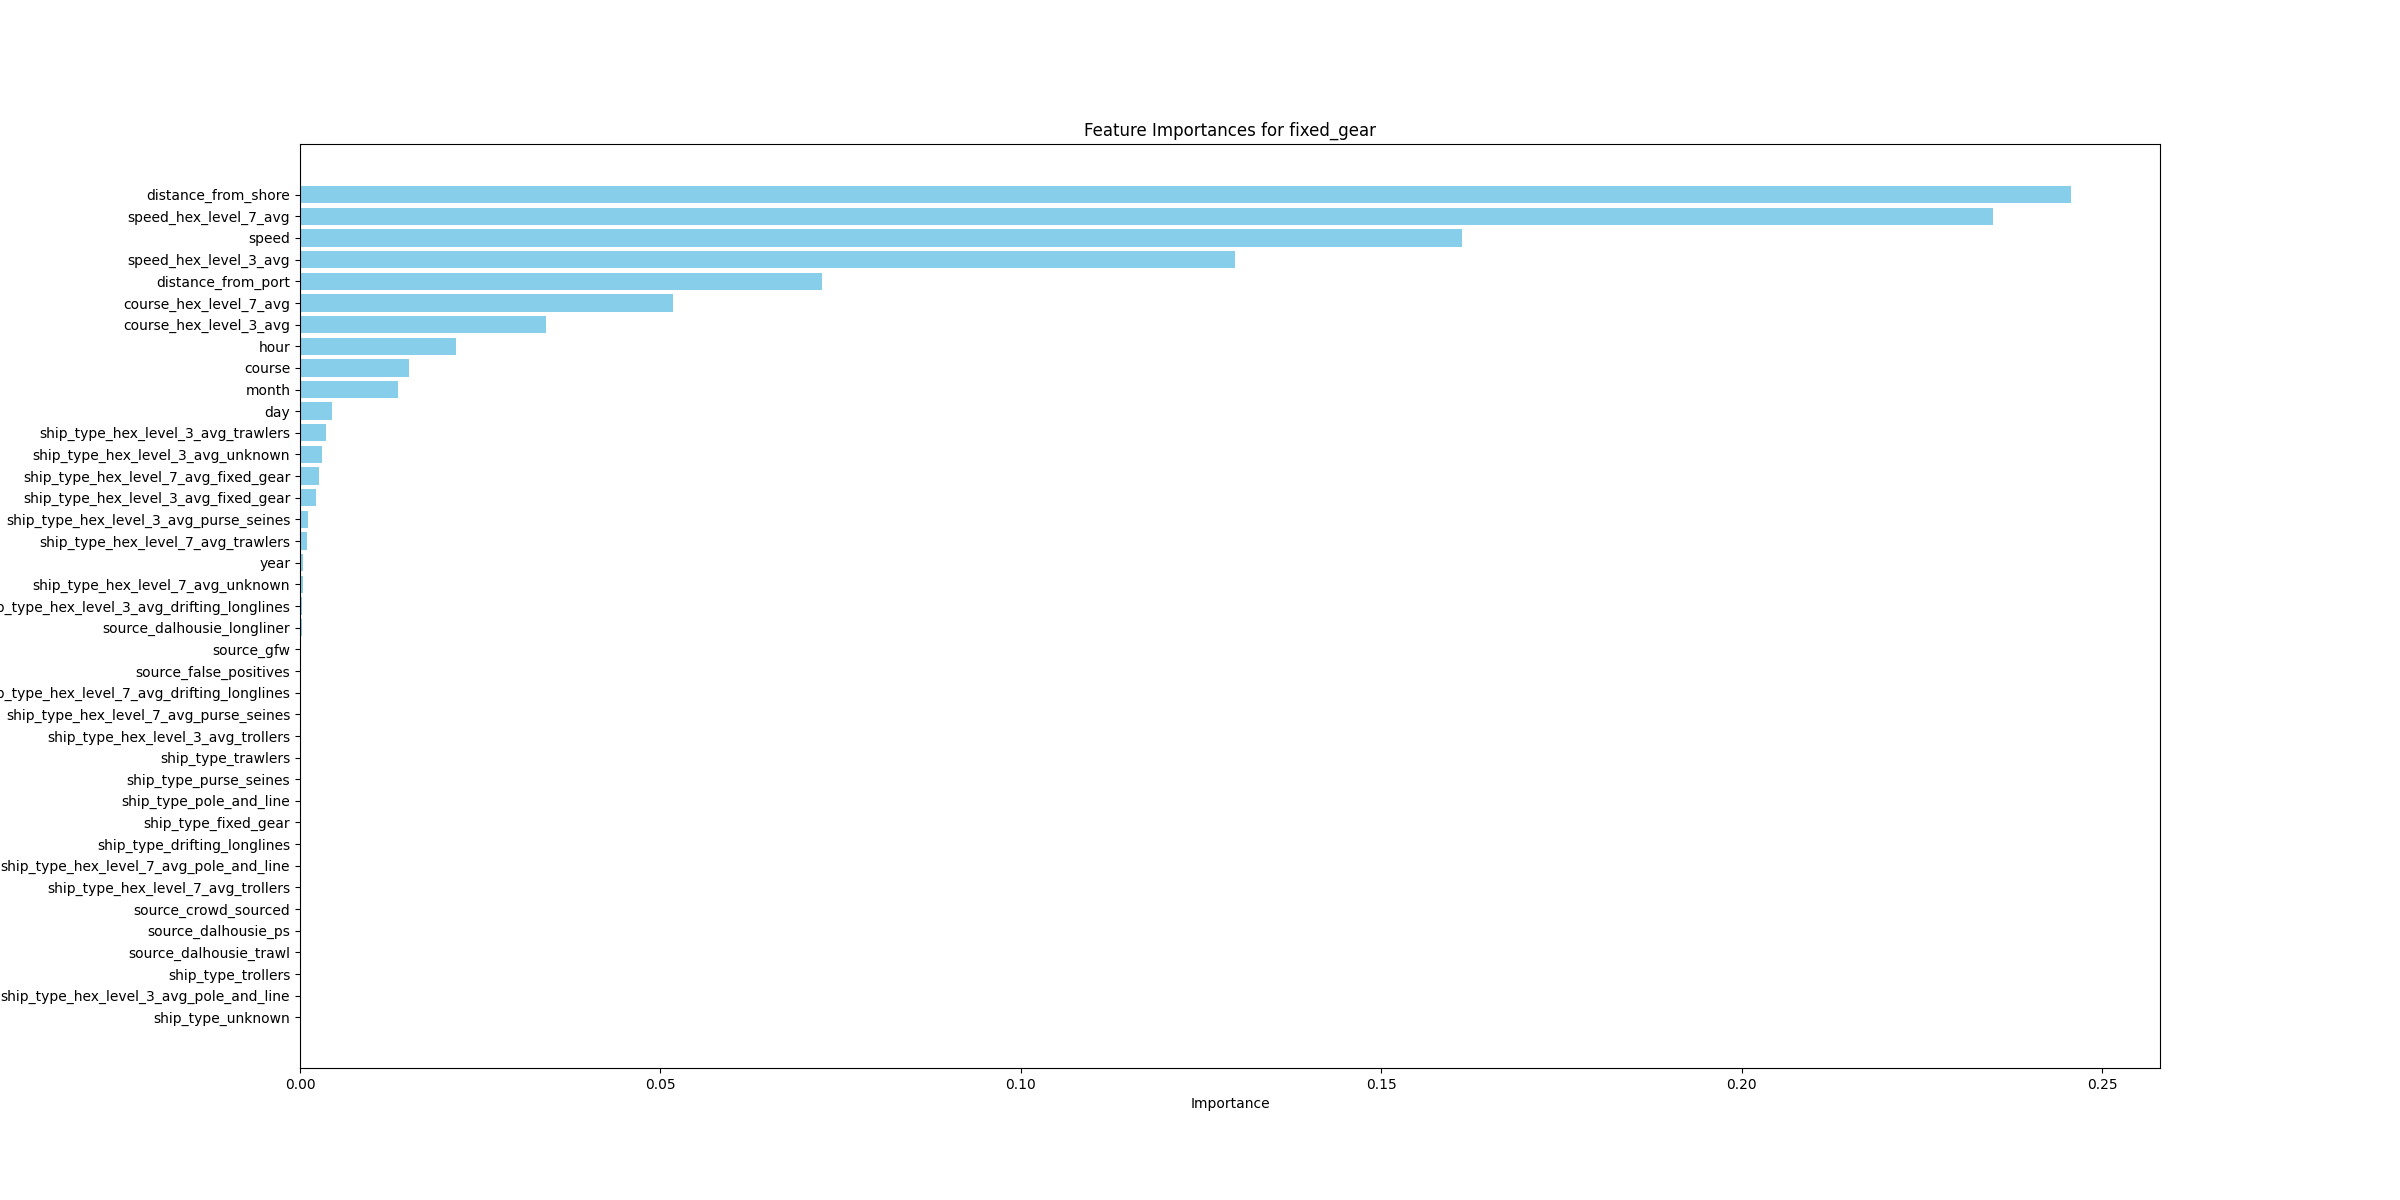 Feature Importances for fixed_gear
distance_from_shore
speed_hex_level_7_avg
speed
speed_hex_level_3_avg
distance_from_port
course_hex_level_7_avg
course_hex_level_3_avg
hour
course
month
day
ship_type_hex_level_3_avg_trawlers
ship_type_hex_level_3_avg_unknown
ship_type_hex_level_7_avg_fixed_gear
ship_type_hex_level_3_avg_fixed_gear
ship_type_hex_level_3_avg_purse_seines
ship_type_hex_level_7_avg_trawlers
year
ship_type_hex_level_7_avg_unknown
p_type_hex_level_3_avg_drifting_longlines
source_dalhousie_longliner
source_gfw
source_false_positives
p_type_hex_level_7_avg_drifting_longlines
ship_type_hex_level_7_avg_purse_seines
ship_type_hex_level_3_avg_trollers
ship_type_trawlers
ship_type_purse_seines
ship_type_pole_and_line
ship_type_fixed_gear
ship_type_drifting_longlines
ship_type_hex_level_7_avg_pole_and_line
ship_type_hex_level_7_avg_trollers
source_crowd_sourced
source_dalhousie_ps
source_dalhousie_trawl
ship_type_trollers
ship_type_hex_level_3_avg_pole_and_line
ship_type_unknown
0.00 0.05 0.10 0.15 0.20 0.25
Importance